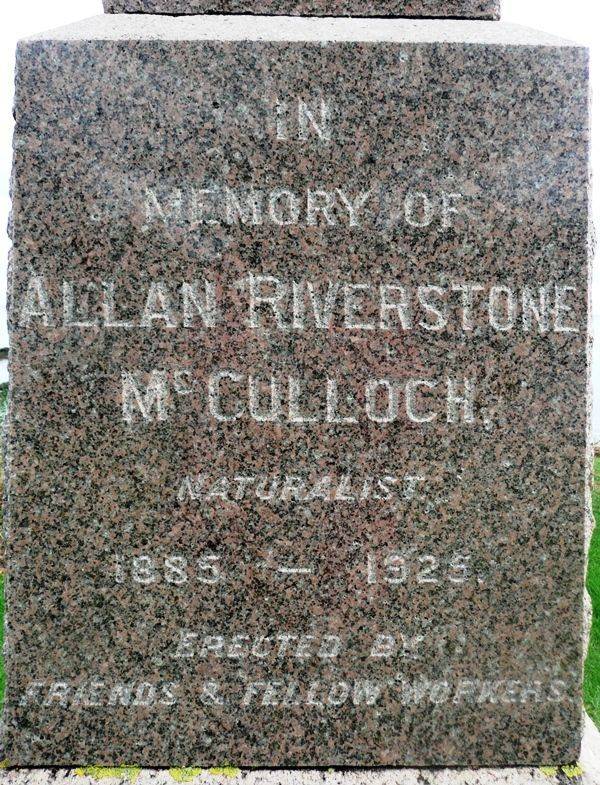 IN
MEMORY OF
ALLAN RIVERSTONE
McCULLOCH,
NATURALIST.
1885 — 1925.
ERECTED BY
FRIENDS & FELLOW WORKERS.